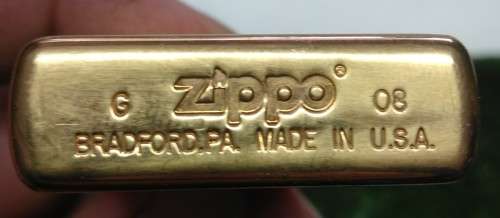 G zippo® 08
BRADFORD.PA. MADE IN U.S.A.